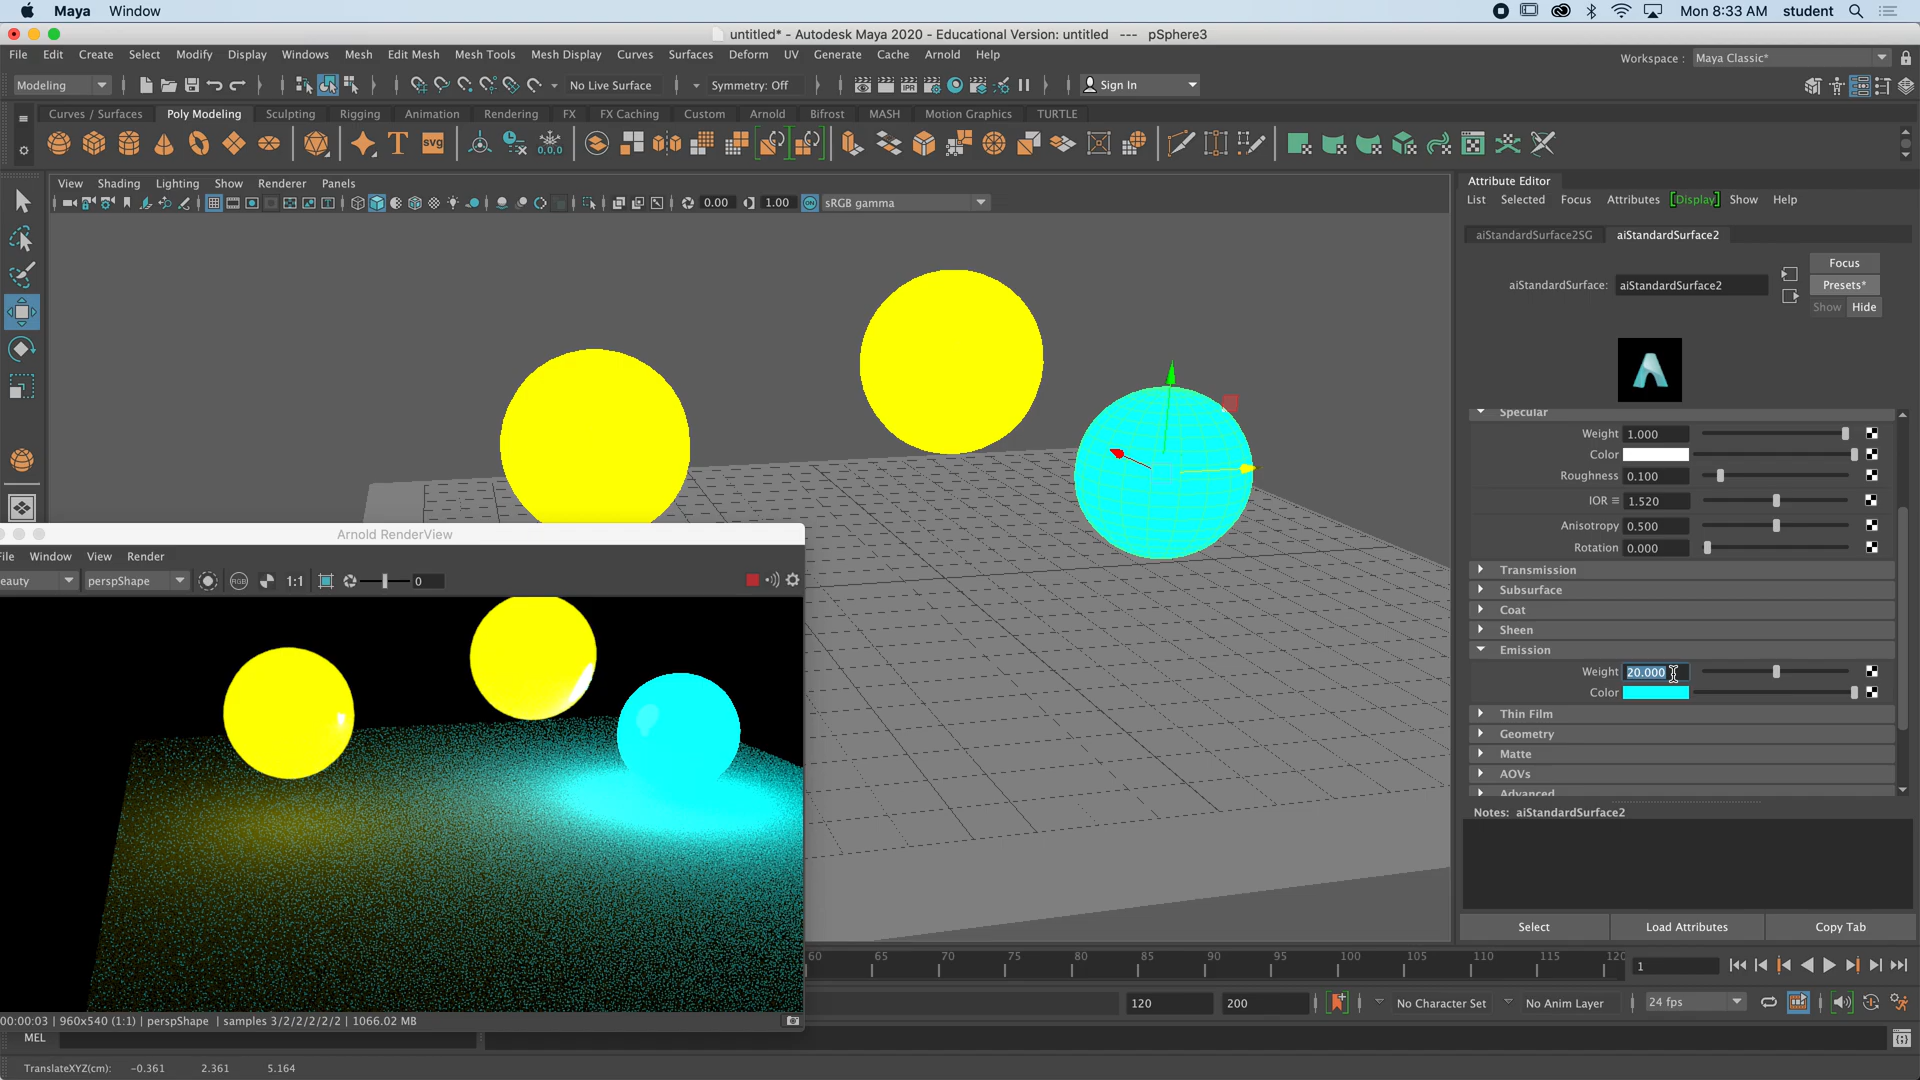 Maya Window
Mon 8:33 AM student
untitled* - Autodesk Maya 2020 - Educational Version: untitled --- pSphere3
File Edit Create Select Modify Display Windows Mesh Edit Mesh Mesh Tools Mesh Display Curves Surfaces Deform UV Generate Cache Arnold Help
Workspace : Maya Classic*
Modeling No Live Surface Symmetry: Off IPR Sign In
Curves / Surfaces Poly Modeling Sculpting Rigging Animation Rendering FX FX Caching Custom Arnold Bifrost MASH Motion Graphics TURTLE
T SVG 0,0,0
View Shading Lighting Show Renderer Panels
0.00 1.00 ON sRGB gamma
Attribute Editor
List Selected Focus Attributes [Display] Show Help
aiStandardSurface2SG aiStandardSurface2
aiStandardSurface: aiStandardSurface2
Focus
Presets*
Show Hide
Specular
Weight 1.000
Color
Roughness 0.100
IOR 1.520
Anisotropy 0.500
Rotation 0.000
Transmission
Subsurface
Coat
Sheen
Emission
Weight 20.000
Color
Thin Film
Geometry
Matte
AOVs
Advanced
Notes: aiStandardSurface2
Select Load Attributes Copy Tab
Arnold RenderView
File Window View Render
eauty perspShape RGB 1:1 0
00:00:03 | 960x540 (1:1) | perspShape | samples 3/2/2/2/2/2 | 1066.02 MB
60 65 70 75 80 85 90 95 100 105 110 115 120 1
120 200 No Character Set No Anim Layer 24 fps
MEL
TranslateXYZ(cm): -0.361 2.361 5.164